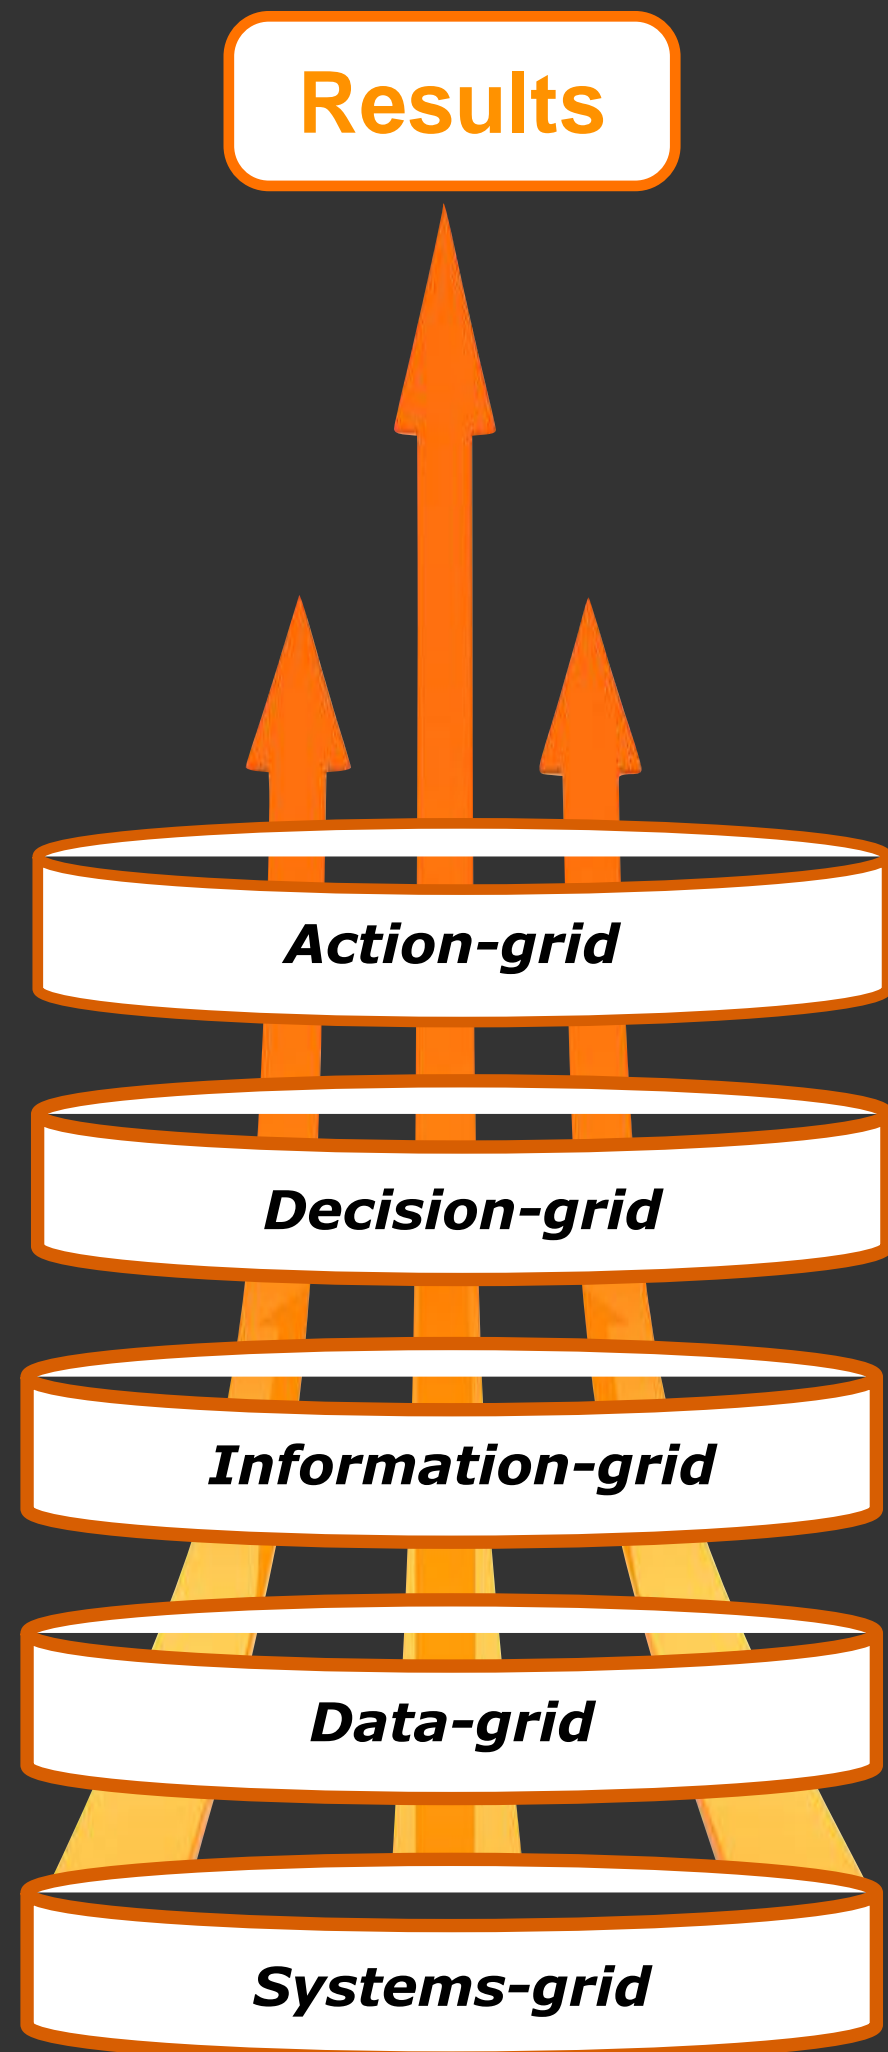 Results
Action-grid
Decision-grid
Information-grid
Data-grid
Systems-grid